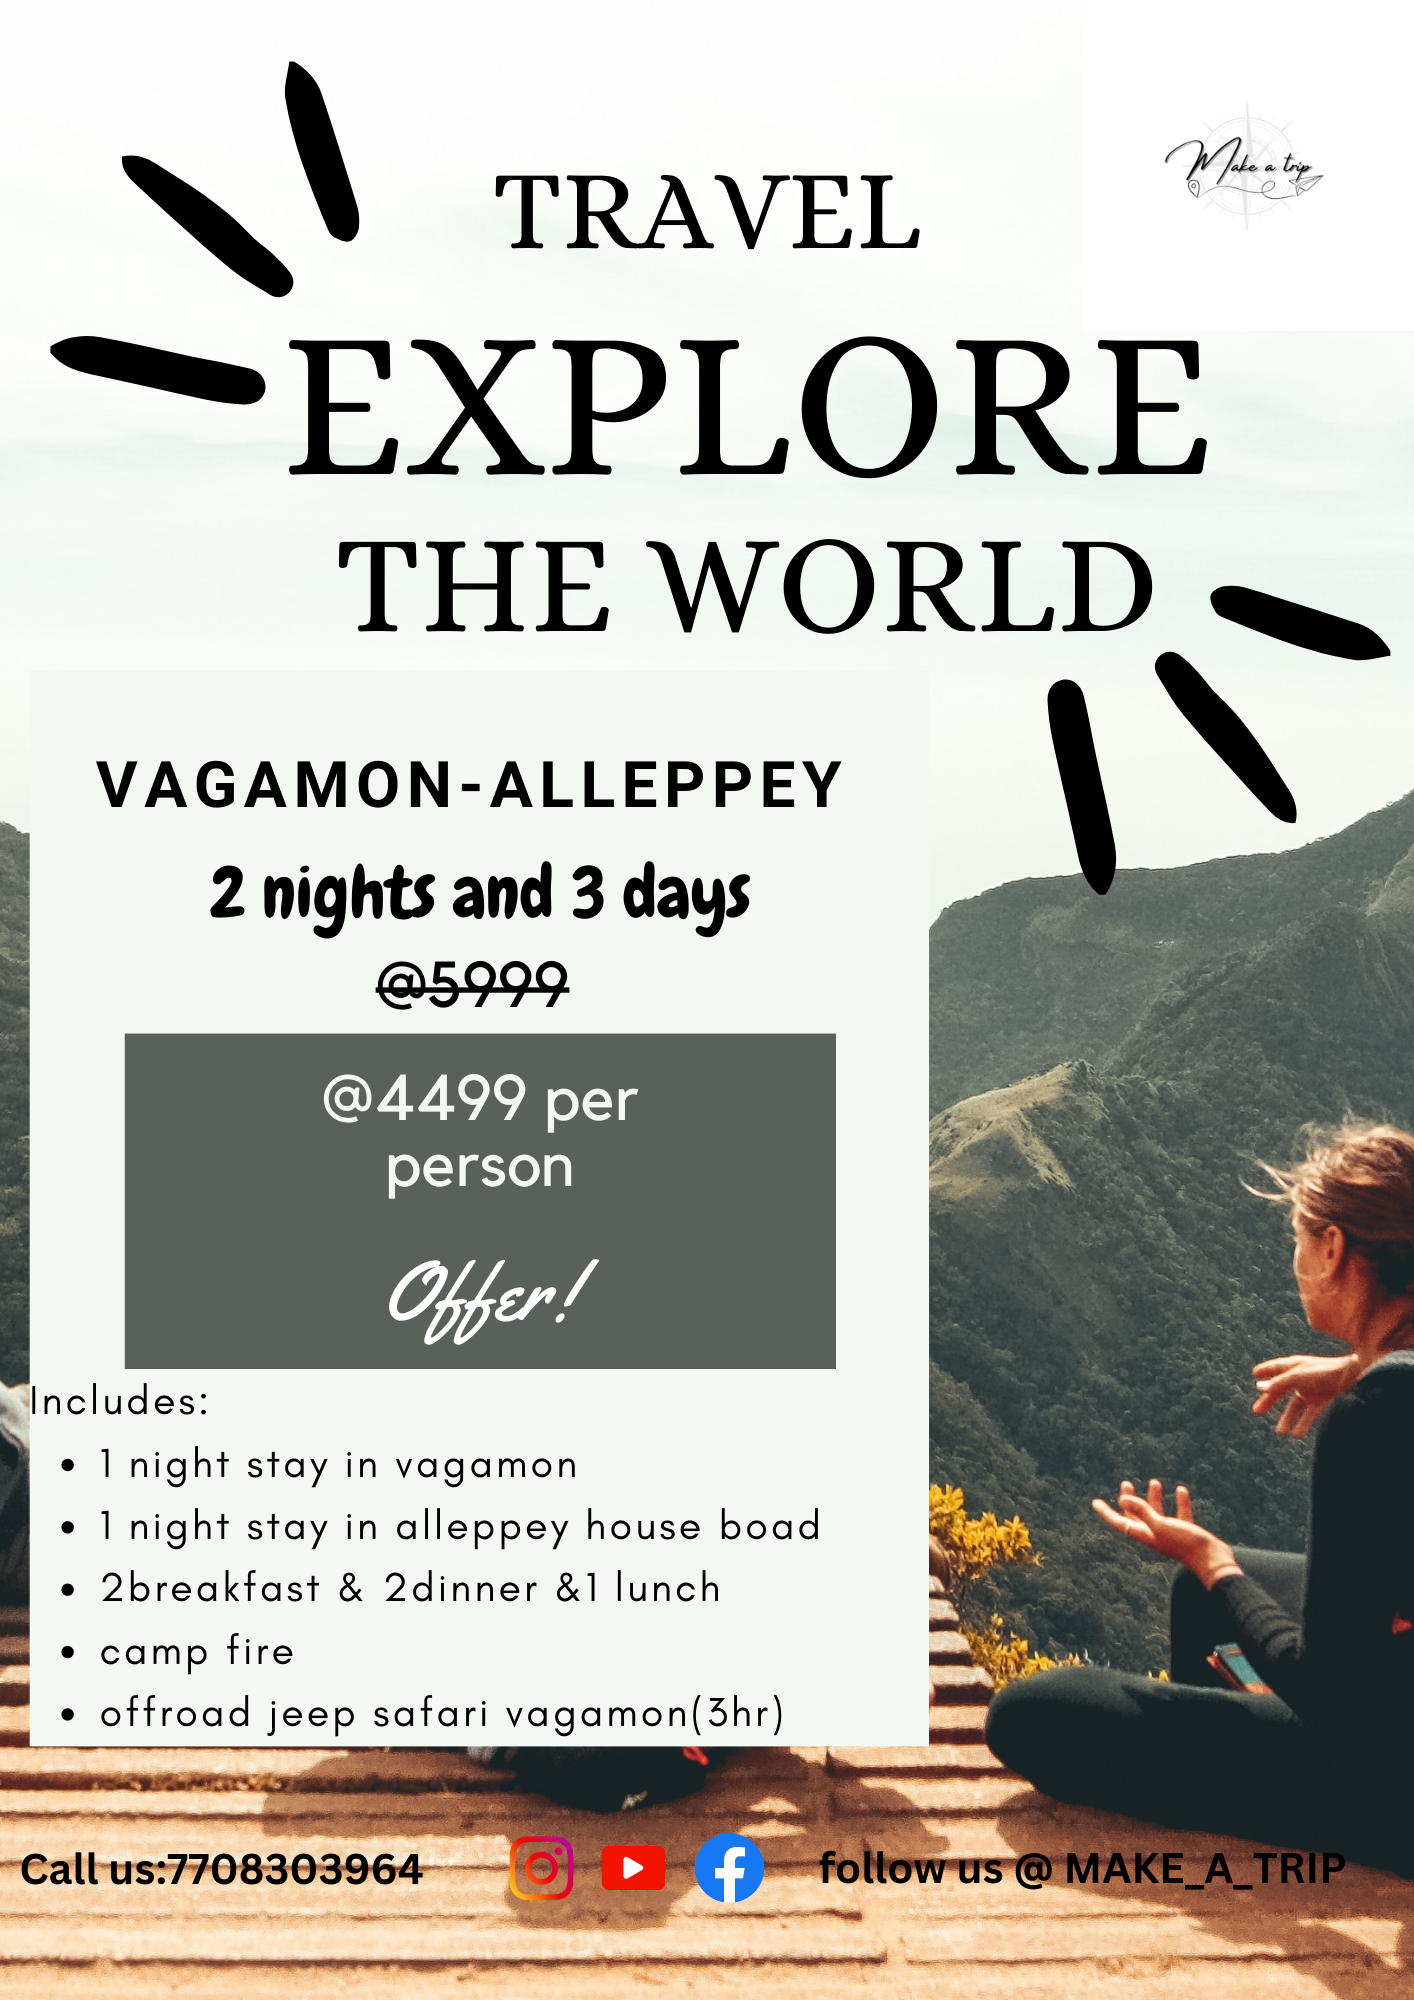 Make a trip
TRAVEL
EXPLORE
THE WORLD
VAGAMON-ALLEPPEY
2 nights and 3 days
@5999
@4499 per
person
Offer!
Includes:
1 night stay in vagamon
1 night stay in alleppey house boad
2breakfast & 2dinner &1 lunch
camp fire
offroad jeep safari vagamon(3hr)
Call us:7708303964
follow us @ MAKE_A_TRIP